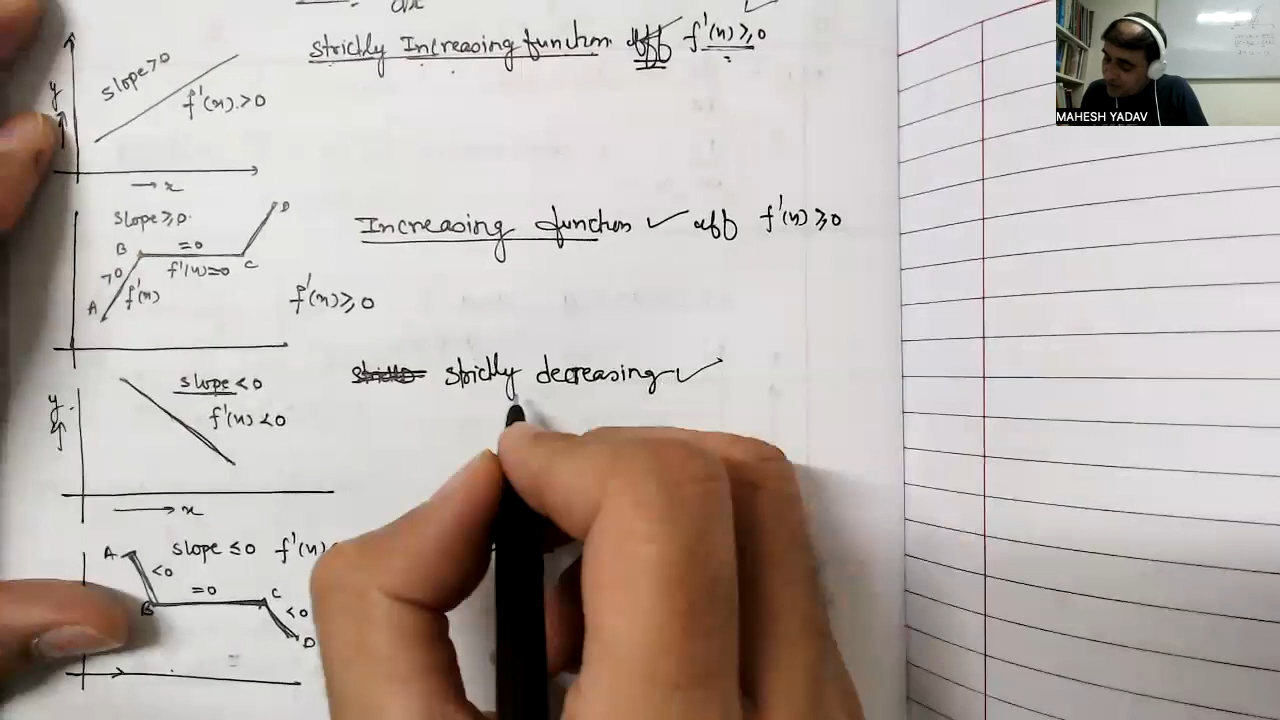 dx
strictly Increasing function iff f'(x) ≥ 0
slope > 0
f'(x) > 0
y
→ x
slope ≥ 0
Increasing function ✓ iff f'(x) ≥ 0
D
B = 0 C
f'(x) = 0
>0
A f'(x)
f'(x) ≥ 0
strictly decreasing ✓
slope < 0
f'(x) < 0
y
→ x
slope ≤ 0 f'(x)
A
<0
= 0
B
C
<0
D
MAHESH YADAV